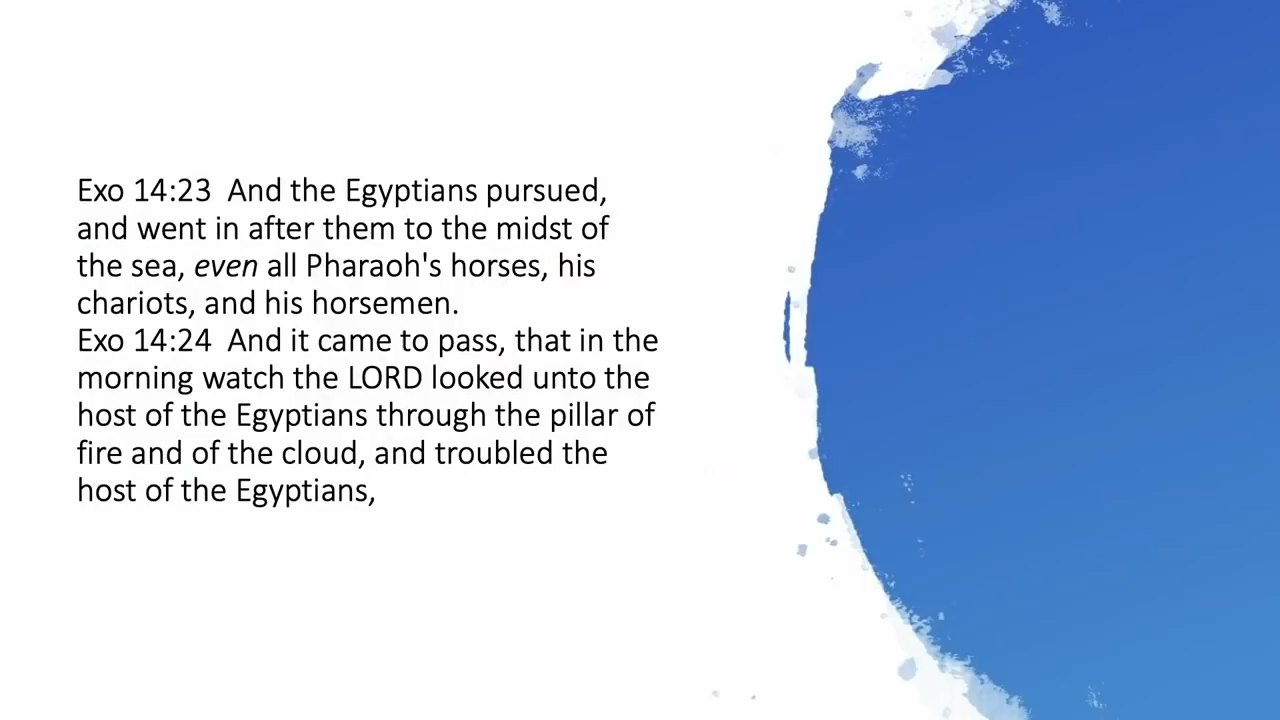 Exo 14:23  And the Egyptians pursued,
and went in after them to the midst of
the sea, even all Pharaoh's horses, his
chariots, and his horsemen.
Exo 14:24  And it came to pass, that in the
morning watch the LORD looked unto the
host of the Egyptians through the pillar of
fire and of the cloud, and troubled the
host of the Egyptians,